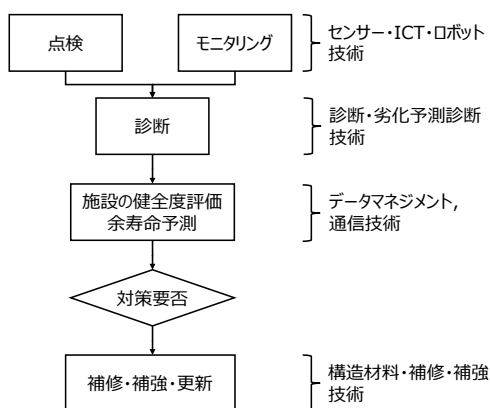 点検
モニタリング
センサー・ICT・ロボット
技術
診断
診断・劣化予測診断
技術
施設の健全度評価
余寿命予測
データマネジメント,
通信技術
対策要否
補修・補強・更新
構造材料・補修・補強
技術